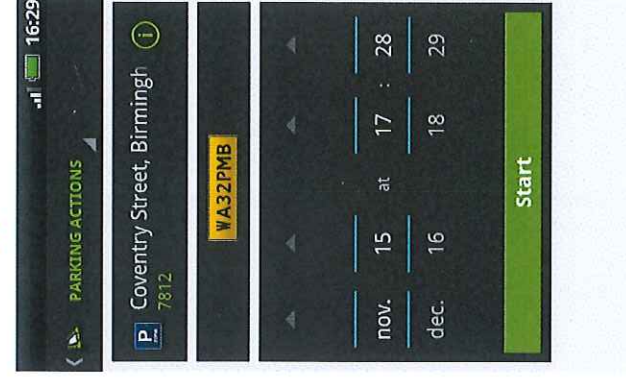 16:29
PARKING ACTIONS
P Coventry Street, Birmingh
zone 7812
WA32PMB
nov. 15 at 17 : 28
dec. 16 18 29
Start